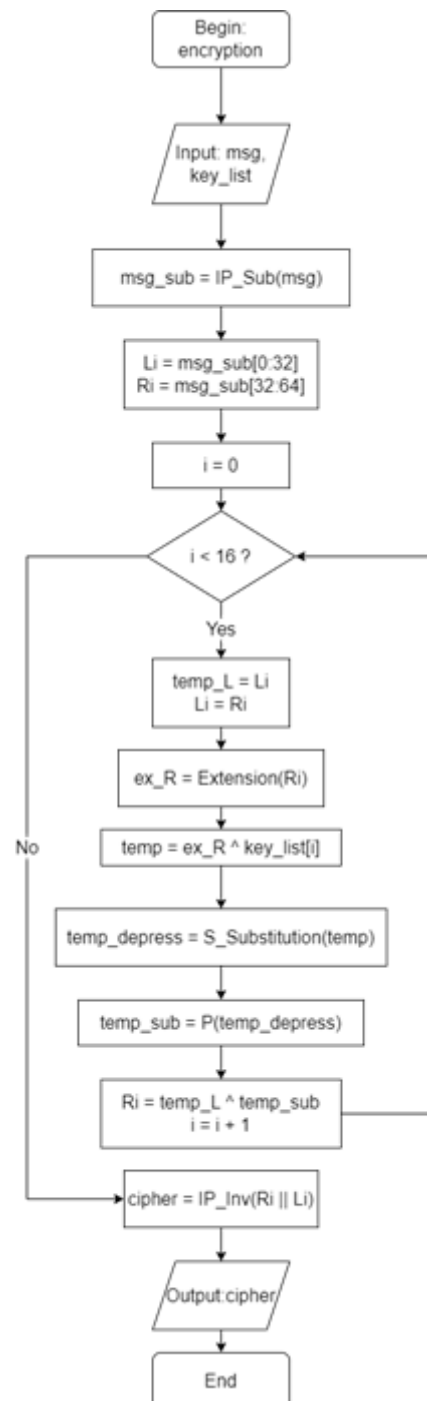 Begin:
encryption
Input: msg,
key_list
msg_sub = IP_Sub(msg)
Li = msg_sub[0:32]
Ri = msg_sub[32:64]
i = 0
i < 16 ?
Yes
temp_L = Li
Li = Ri
ex_R = Extension(Ri)
No
temp = ex_R ^ key_list[i]
temp_depress = S_Substitution(temp)
temp_sub = P(temp_depress)
Ri = temp_L ^ temp_sub
i = i + 1
cipher = IP_Inv(Ri || Li)
Output:cipher
End